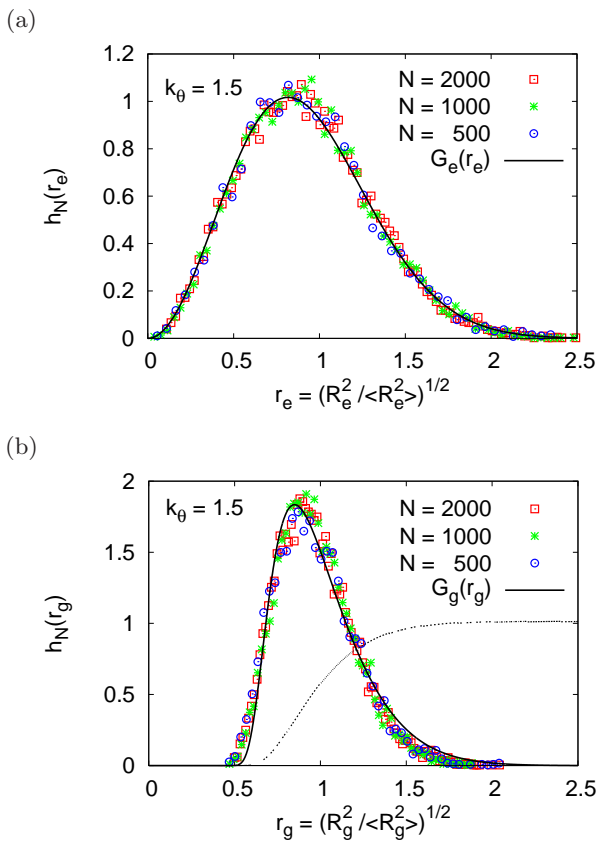 (a)
k_θ = 1.5
N = 2000
N = 1000
N = 500
G_e(r_e)
h_N(r_e)
1.2
1
0.8
0.6
0.4
0.2
0
0 0.5 1 1.5 2 2.5
r_e = (R_e^2 /<R_e^2>)^{1/2}
(b)
k_θ = 1.5
N = 2000
N = 1000
N = 500
G_g(r_g)
h_N(r_g)
2
1.5
1
0.5
0
0 0.5 1 1.5 2 2.5
r_g = (R_g^2 /<R_g^2>)^{1/2}